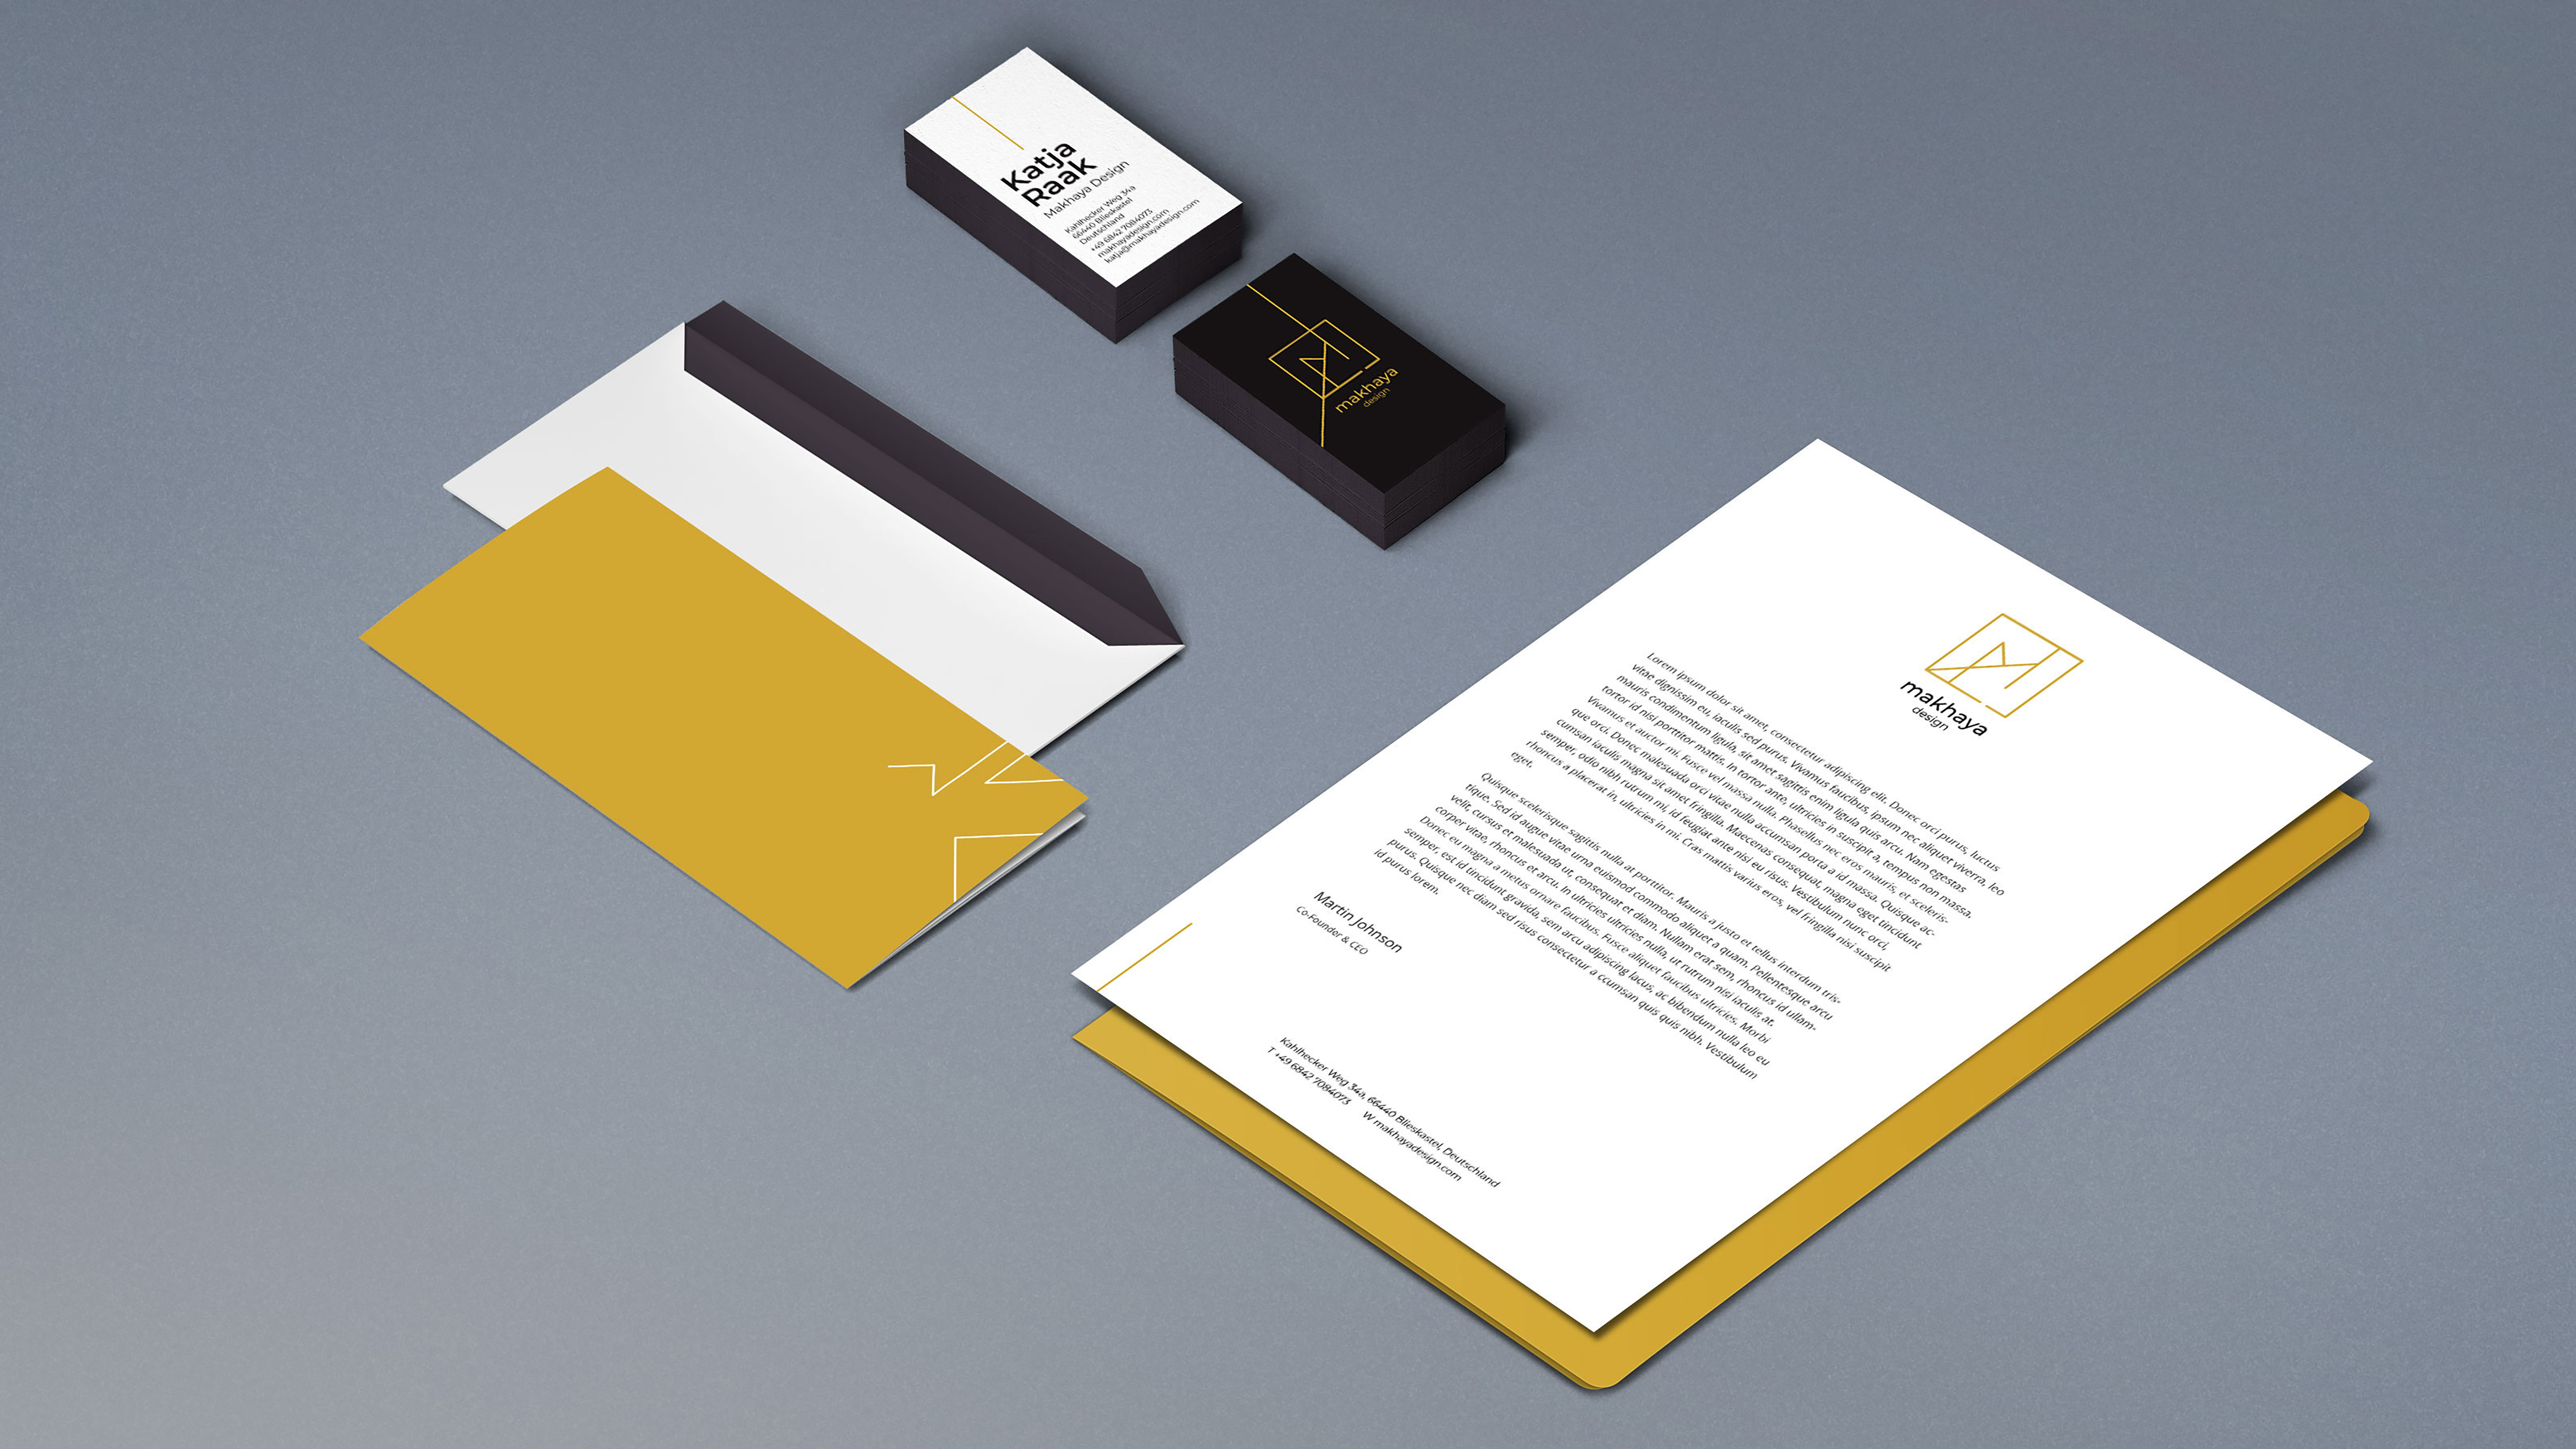 Katja
Raak
Makhaya Design
Kahlhecker Weg 34a
66440 Blieskastel
Deutschland
+49 6842 7084073
makhayadesign.com
katja@makhayadesign.com
makhaya
design
makhaya
design
Lorem ipsum dolor sit amet, consectetur adipiscing elit. Donec orci purus, luctus
vitae dignissim eu, iaculis sed purus. Vivamus faucibus, ipsum nec aliquet viverra, leo
mauris condimentum ligula, sit amet sagittis enim ligula quis arcu. Nam egestas
tortor id nisi porttitor mattis. In tortor ante, ultricies in suscipit a, tempus non massa.
Vivamus et auctor mi. Fusce vel massa nulla. Phasellus nec eros mauris, et sceleris-
que orci. Donec malesuada orci vitae nulla accumsan porta a id massa. Quisque ac-
cumsan iaculis magna sit amet fringilla. Maecenas consequat, magna eget tincidunt
semper, odio nibh rutrum mi, id feugiat ante nisl eu risus. Vestibulum nunc orci,
rhoncus a placerat in, ultricies in mi. Cras mattis varius eros, vel fringilla nisi suscipit
eget.
Quisque scelerisque sagittis nulla at porttitor. Mauris a justo et tellus interdum tris-
tique. Sed id augue vitae urna euismod commodo aliquet a quam. Pellentesque arcu
velit, cursus et malesuada ut, consequat et diam. Nullam erat sem, rhoncus id ullam-
corper vitae, rhoncus et arcu. In ultricies ultricies nulla, ut rutrum nisi iaculis at.
Donec eu magna a metus ornare faucibus. Fusce aliquet faucibus ultricies. Morbi
semper, est id tincidunt gravida, sem arcu adipiscing lacus, ac bibendum nulla leo eu
purus. Quisque nec diam sed risus consectetur a ccumsan quis quis nibh. Vestibulum
id purus lorem.
Martin Johnson
Co-Founder & CEO
Kahlhecker Weg 34a, 66440 Blieskastel, Deutschland
T +49 6842 7084073 W makhayadesign.com